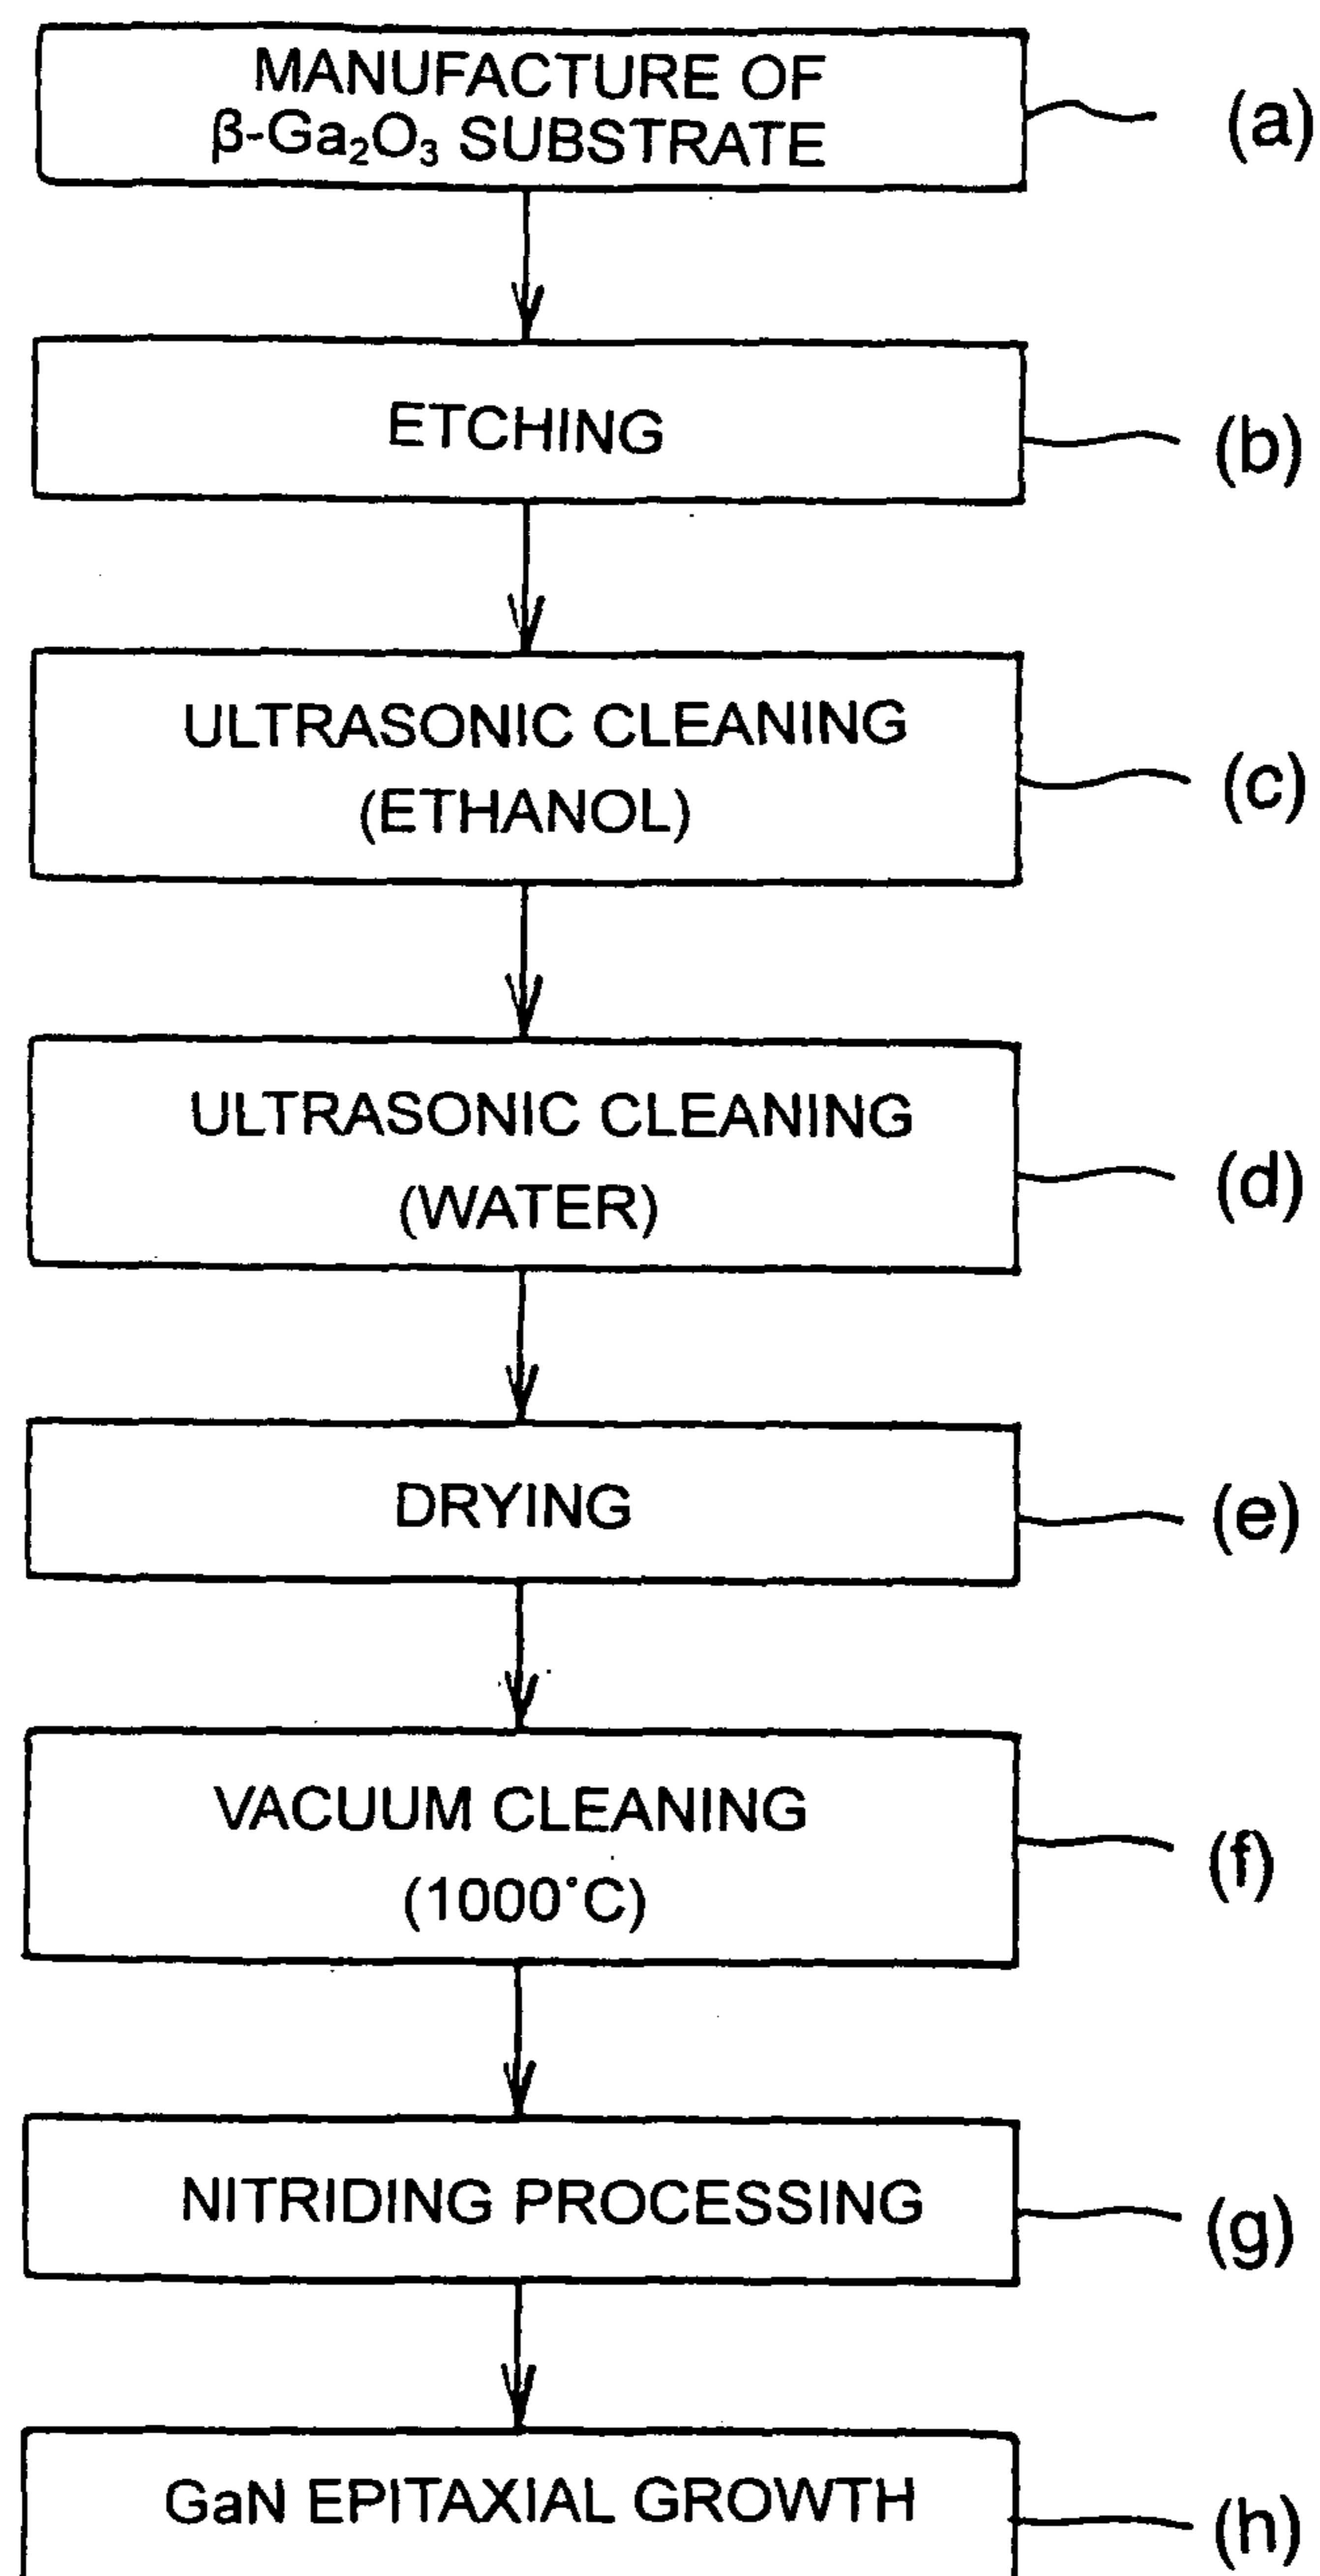 MANUFACTURE OF
β-Ga₂O₃ SUBSTRATE
(a)
ETCHING
(b)
ULTRASONIC CLEANING
(ETHANOL)
(c)
ULTRASONIC CLEANING
(WATER)
(d)
DRYING
(e)
VACUUM CLEANING
(1000°C)
(f)
NITRIDING PROCESSING
(g)
GaN EPITAXIAL GROWTH
(h)